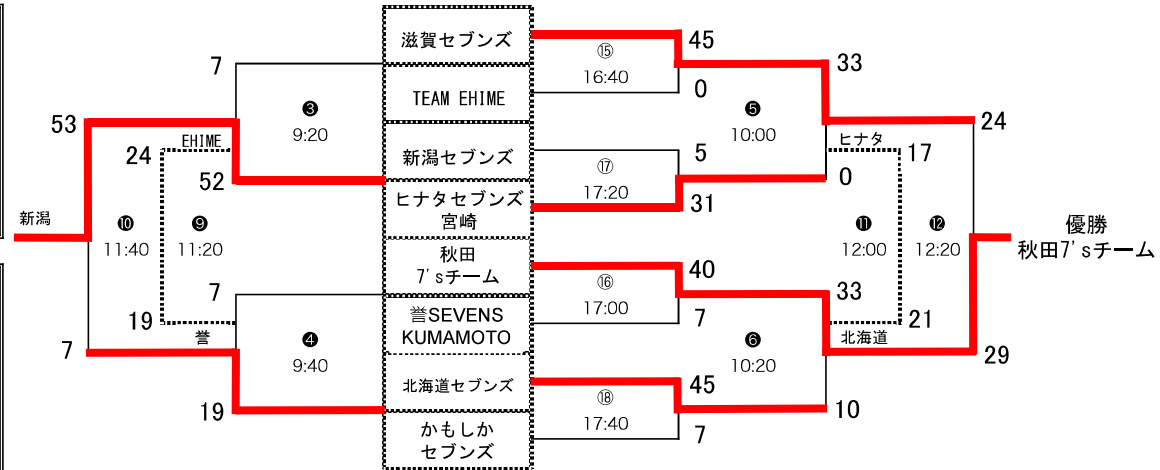 滋賀セブンズ
TEAM EHIME
新潟セブンズ
ヒナタセブンズ
宮崎
秋田
7'sチーム
誉SEVENS
KUMAMOTO
北海道セブンズ
かもしか
セブンズ
7
❸
9:20
52
53
EHIME
24
新潟
❿
11:40
❾
11:20
7
19
誉
7
❹
9:40
19
45
⑮
16:40
0
5
⑰
17:20
31
40
⑯
17:00
7
45
⑱
17:40
7
33
❺
10:00
0
33
❻
10:20
10
24
ヒナタ
17
⓫
12:00
⓬
12:20
21
北海道
29
優勝
秋田7'sチーム